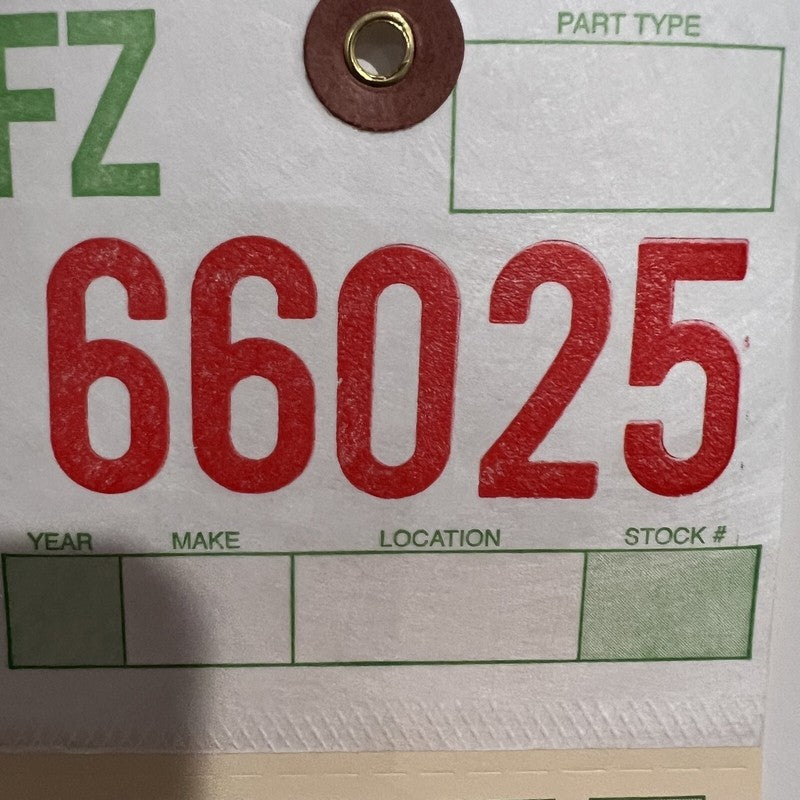 FZ
PART TYPE
66025
YEAR MAKE LOCATION STOCK #